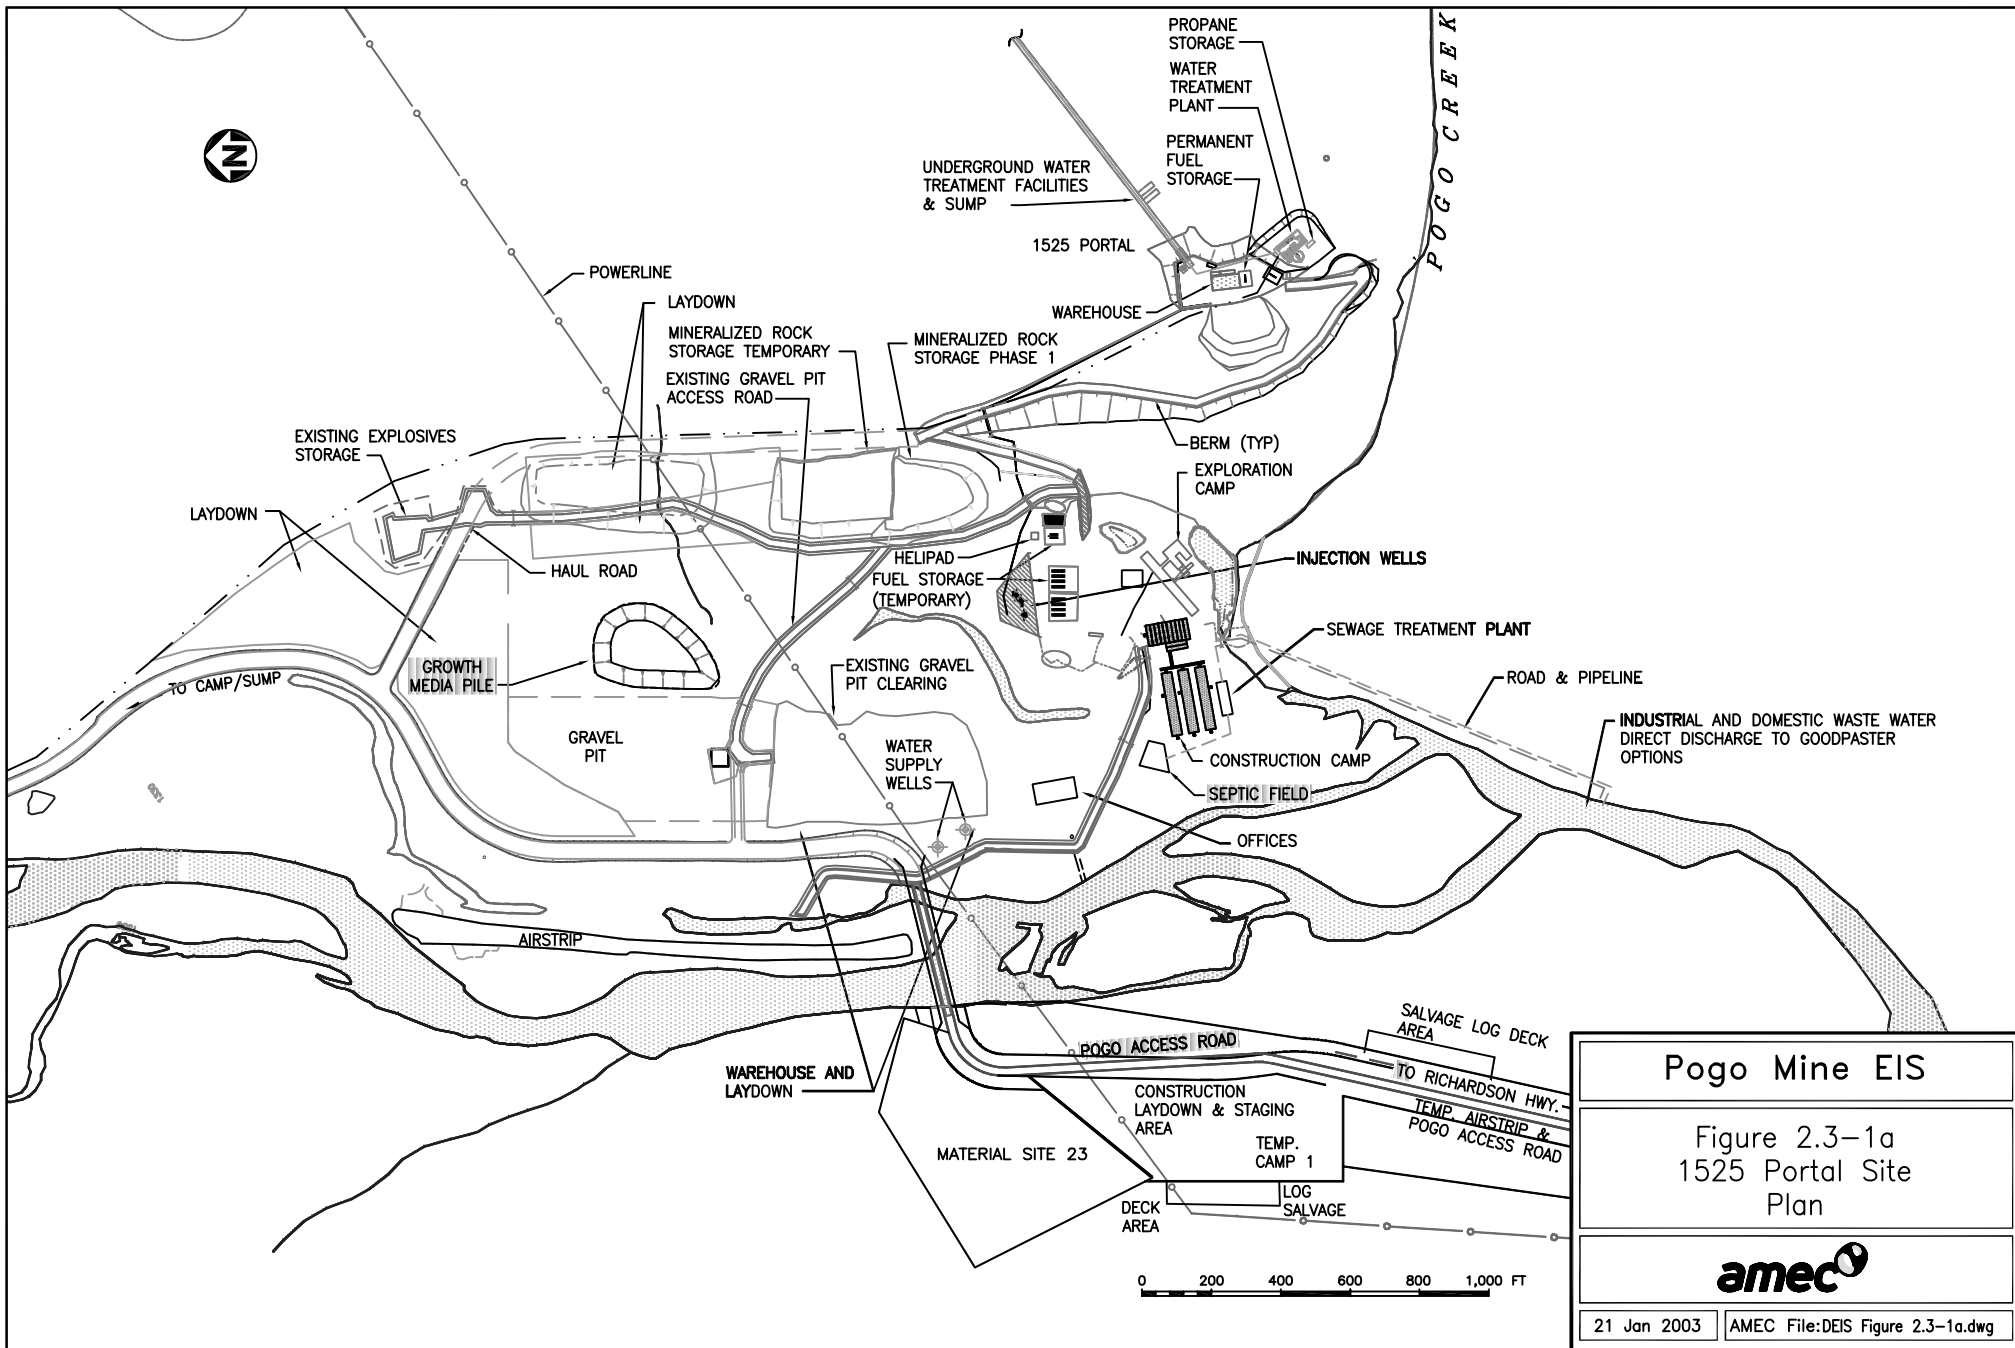 PROPANE
STORAGE
WATER
TREATMENT
PLANT
PERMANENT
FUEL
STORAGE
POGO CREEK
N
UNDERGROUND WATER
TREATMENT FACILITIES
& SUMP
1525 PORTAL
WAREHOUSE
POWERLINE
LAYDOWN
MINERALIZED ROCK
STORAGE TEMPORARY
MINERALIZED ROCK
STORAGE PHASE 1
EXISTING GRAVEL PIT
ACCESS ROAD
EXISTING EXPLOSIVES
STORAGE
BERM (TYP)
EXPLORATION
CAMP
LAYDOWN
HAUL ROAD
HELIPAD
FUEL STORAGE
(TEMPORARY)
INJECTION WELLS
SEWAGE TREATMENT PLANT
GROWTH
MEDIA PILE
TO CAMP/SUMP
EXISTING GRAVEL
PIT CLEARING
ROAD & PIPELINE
INDUSTRIAL AND DOMESTIC WASTE WATER
DIRECT DISCHARGE TO GOODPASTER
OPTIONS
GRAVEL
PIT
WATER
SUPPLY
WELLS
CONSTRUCTION CAMP
SEPTIC FIELD
1330
OFFICES
AIRSTRIP
SALVAGE LOG DECK
AREA
POGO ACCESS ROAD
TO RICHARDSON HWY.
TEMP. AIRSTRIP &
POGO ACCESS ROAD
WAREHOUSE AND
LAYDOWN
CONSTRUCTION
LAYDOWN & STAGING
AREA
TEMP.
CAMP 1
MATERIAL SITE 23
DECK
AREA
LOG
SALVAGE
0 200 400 600 800 1,000 FT
Pogo Mine EIS
Figure 2.3-1a
1525 Portal Site
Plan
amec
21 Jan 2003
AMEC File:DEIS Figure 2.3-1a.dwg